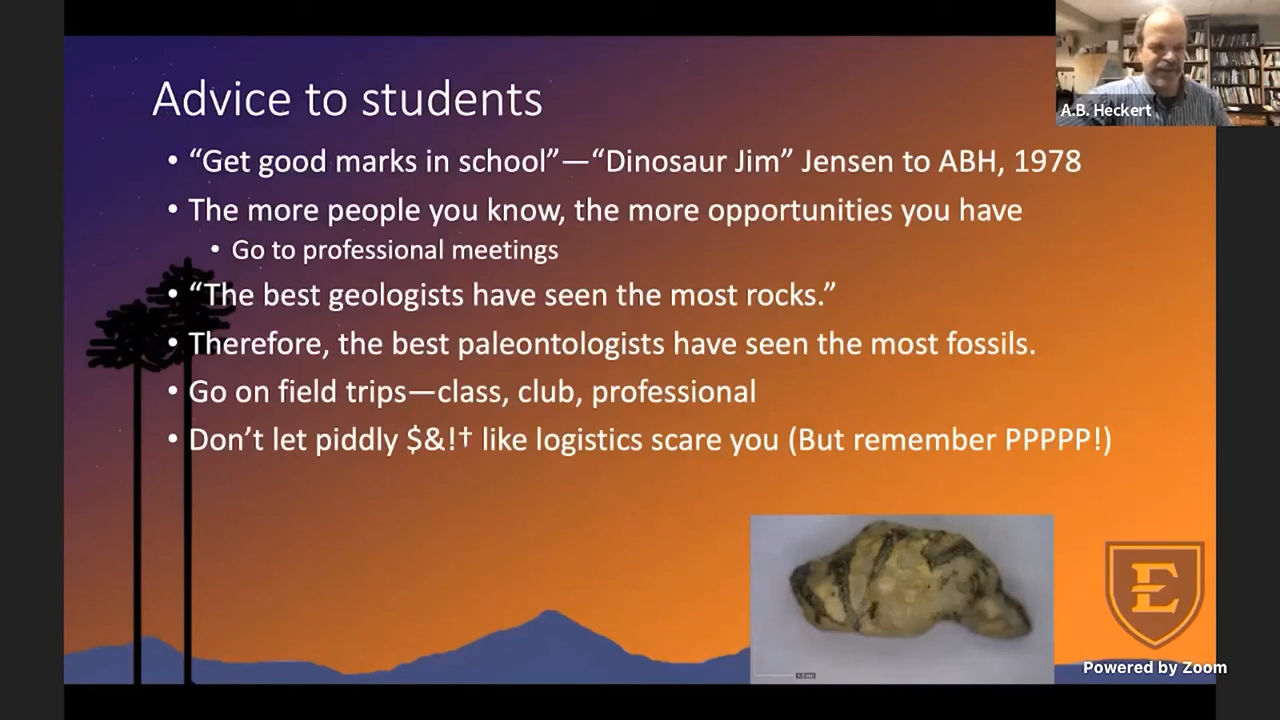 Advice to students
A.B. Heckert
• “Get good marks in school”—“Dinosaur Jim” Jensen to ABH, 1978
• The more people you know, the more opportunities you have
• Go to professional meetings
• “The best geologists have seen the most rocks.”
• Therefore, the best paleontologists have seen the most fossils.
• Go on field trips—class, club, professional
• Don’t let piddly $&!† like logistics scare you (But remember PPPPP!)
E
Powered by Zoom